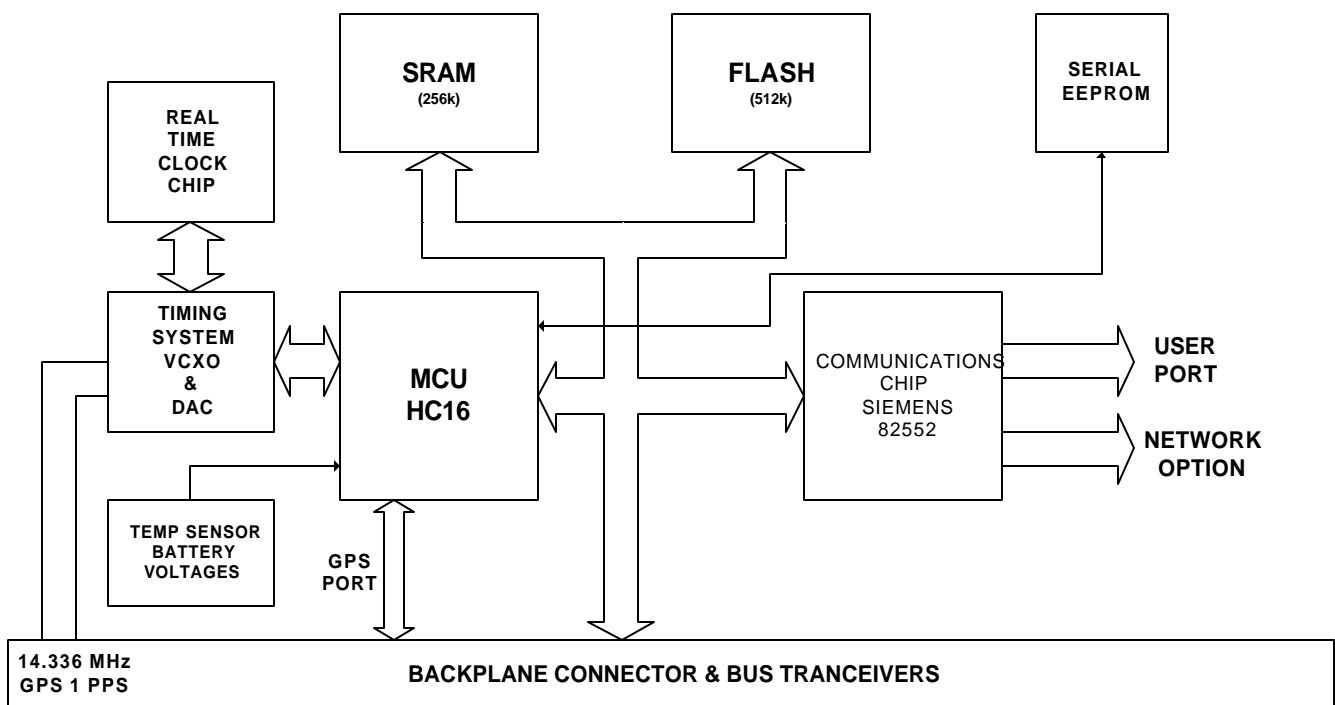 SRAM
(256k)
FLASH
(512k)
SERIAL
EEPROM
REAL
TIME
CLOCK
CHIP
TIMING
SYSTEM
VCXO
&
DAC
MCU
HC16
COMMUNICATIONS
CHIP
SIEMENS
82552
USER
PORT
NETWORK
OPTION
TEMP SENSOR
BATTERY
VOLTAGES
GPS
PORT
14.336 MHz
GPS 1 PPS
BACKPLANE CONNECTOR & BUS TRANCEIVERS